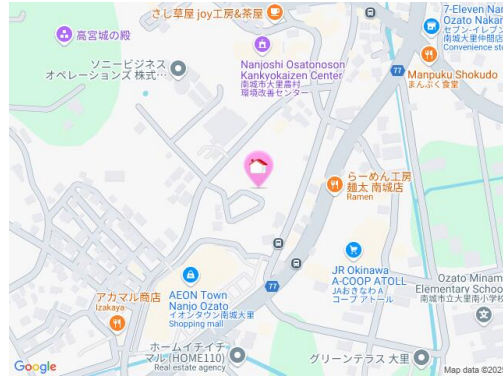 さし草屋 joy工房&茶屋
高宮城の殿
7-Eleven Nan
Ozato Nakam
セブン-イレブン
南城大里仲間店
Convenience sto
ソニービジネス
オペレーションズ 株式…
Nanjoshi Osatonoson
Kankyokaizen Center
南城市大里農村
環境改善センター
77
Manpuku Shokudo
まんぷく食堂
らーめん工房
麺太 南城店
Ramen
JR Okinawa
A-COOP ATOLL
JAおきなわ A
コープ アトール
77
AEON Town
Nanjo Ozato
イオンタウン南城大里
Shopping mall
Ozato Minam
Elementary Schoo
南城市立大里南小学校
アカマル商店
Izakaya
ホームイチイチ
マル (HOME110)
Real estate agency
グリーンテラス 大里
Google
Map data ©202